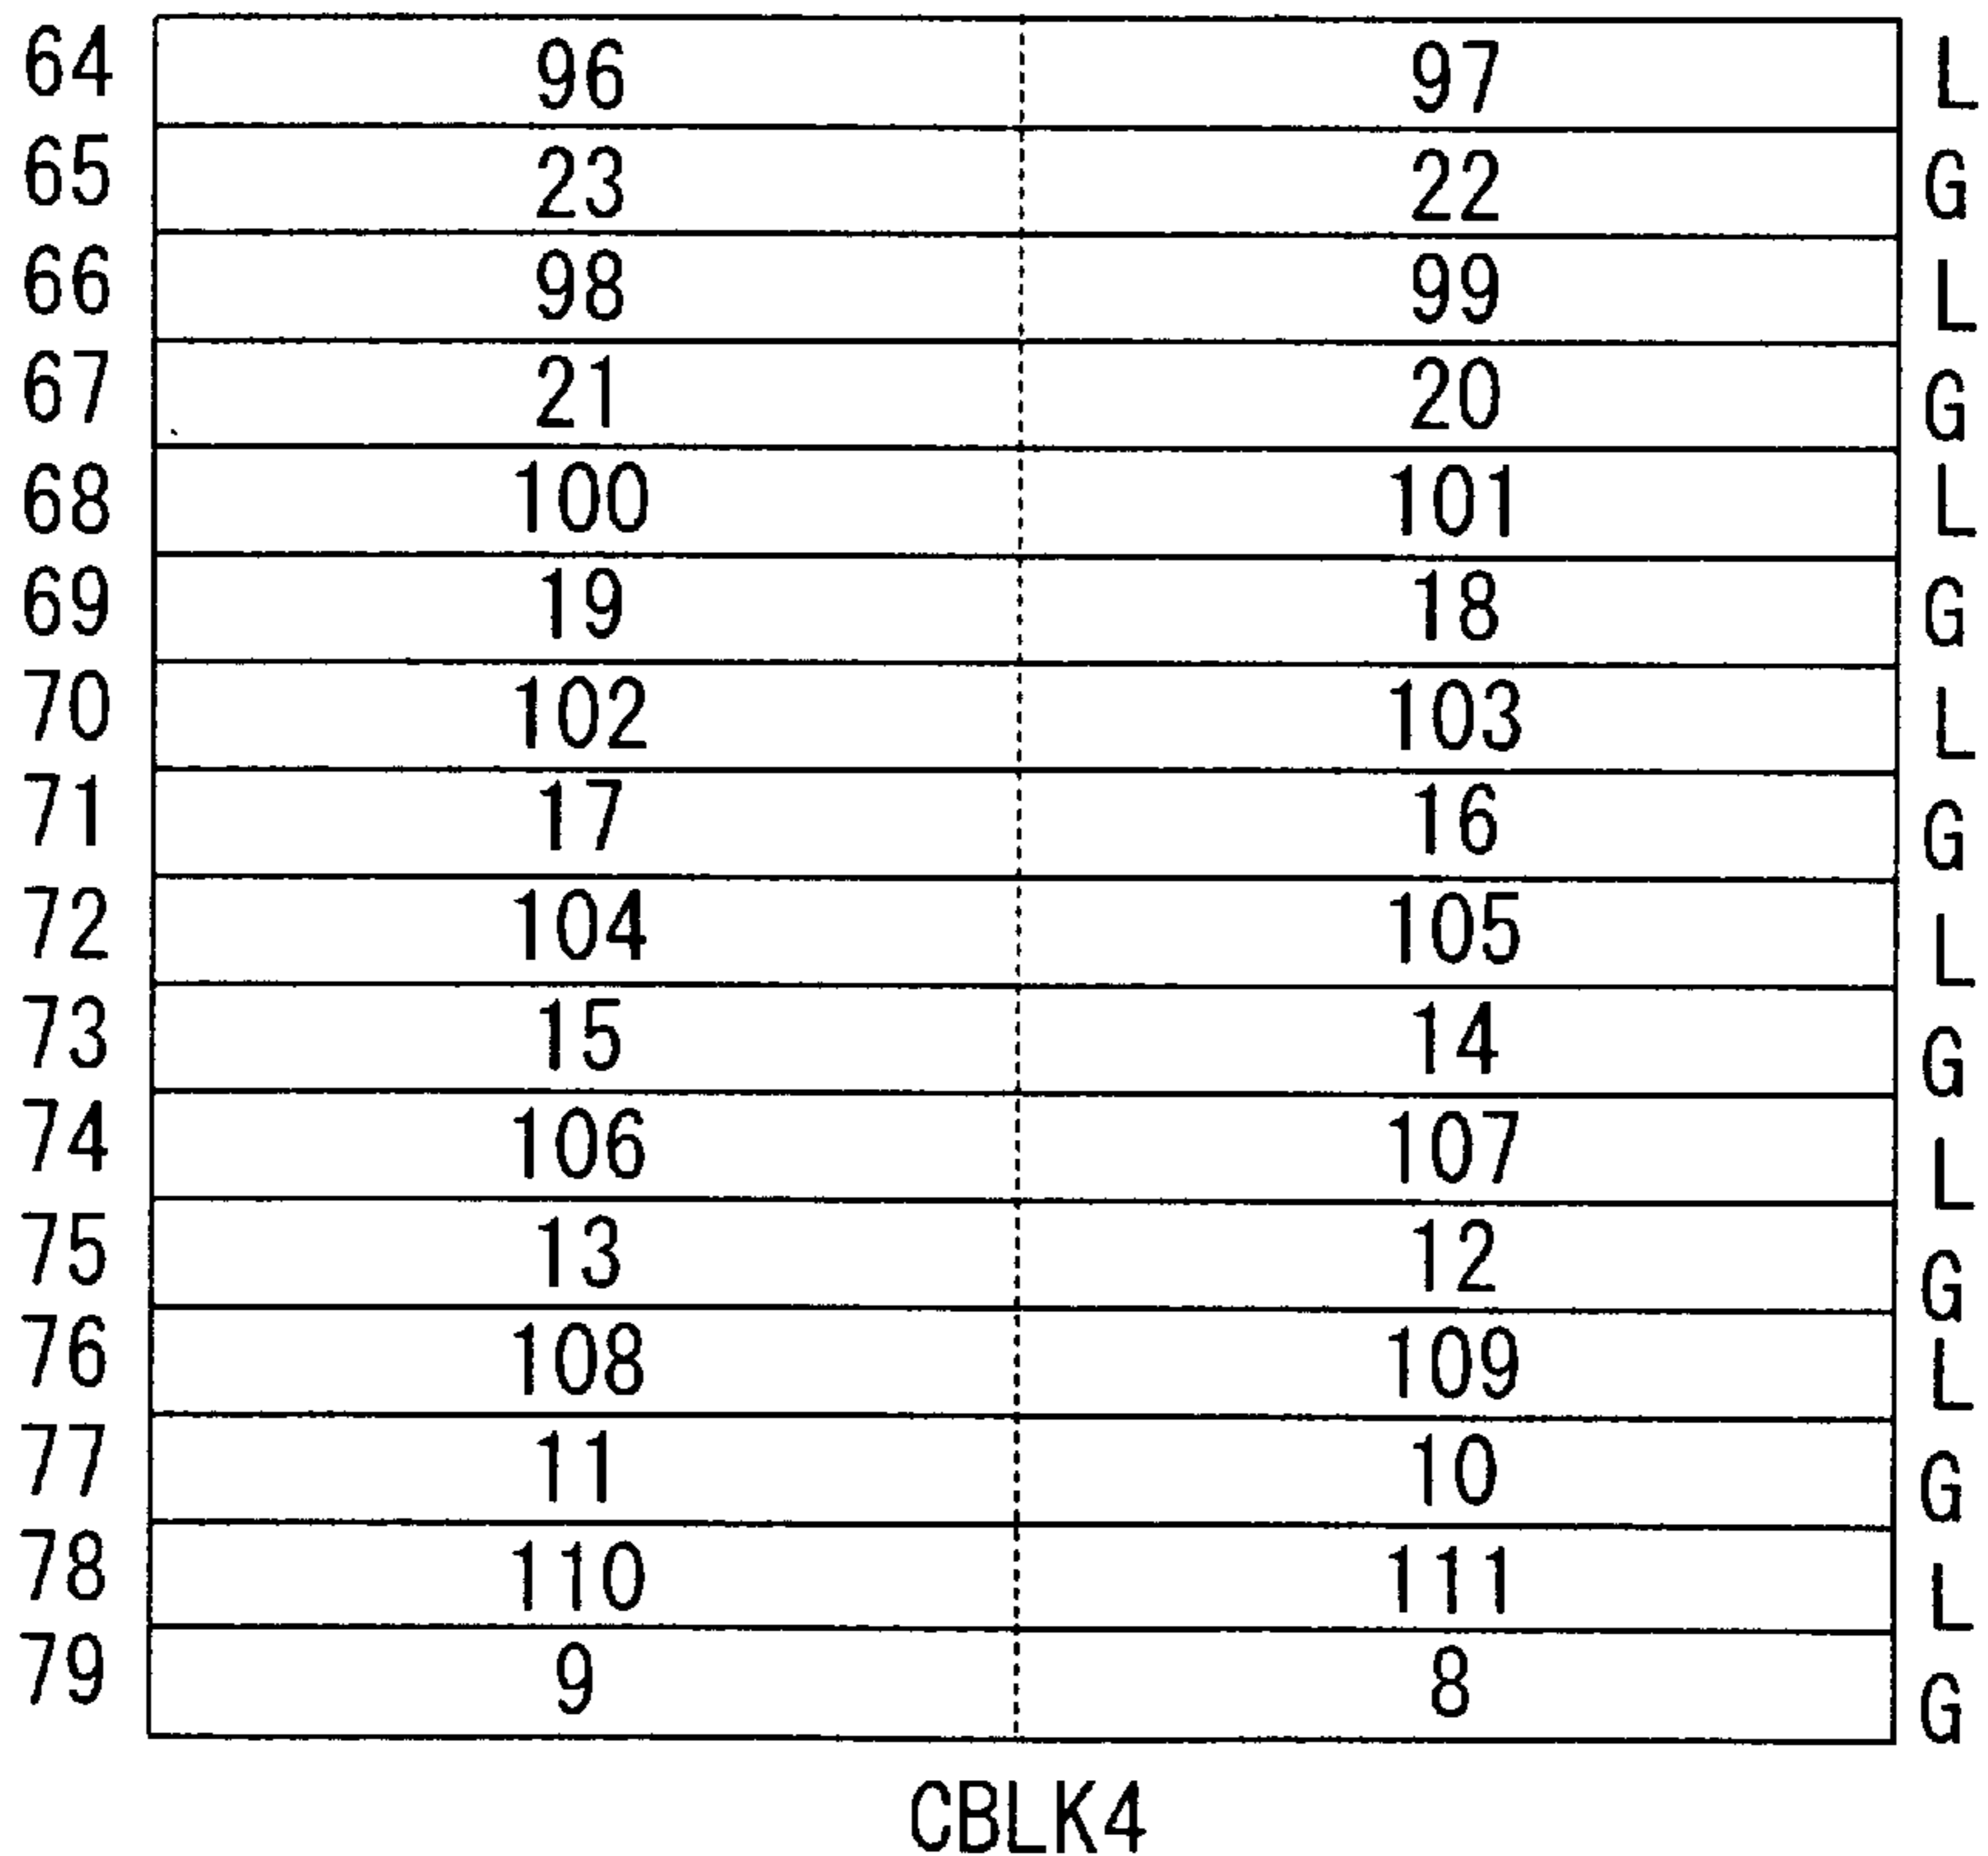 64 96 97 L
65 23 22 G
66 98 99 L
67 21 20 G
68 100 101 L
69 19 18 G
70 102 103 L
71 17 16 G
72 104 105 L
73 15 14 G
74 106 107 L
75 13 12 G
76 108 109 L
77 11 10 G
78 110 111 L
79 9 8 G
CBLK4